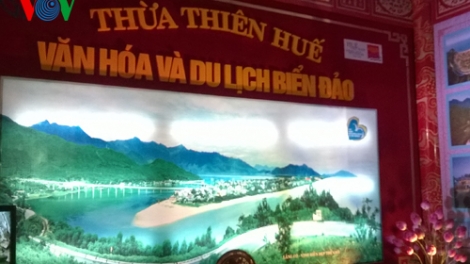 VOV
THỪA THIÊN HUẾ
VĂN HÓA VÀ DU LỊCH BIỂN ĐẢO